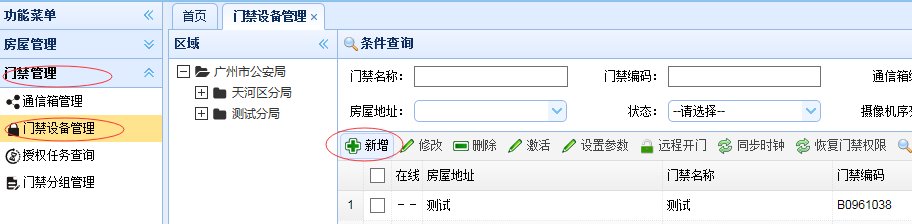 功能菜单
房屋管理
门禁管理
通信箱管理
门禁设备管理
授权任务查询
门禁分组管理
首页 门禁设备管理 ×
区域
广州市公安局
天河区分局
测试分局
条件查询
门禁名称: 门禁编码: 通信箱
房屋地址: 状态: --请选择-- 摄像机序
新增 修改 删除 激活 设置参数 远程开门 同步时钟 恢复门禁权限
在线 房屋地址 门禁名称 门禁编码
1 -- 测试 测试 B0961038